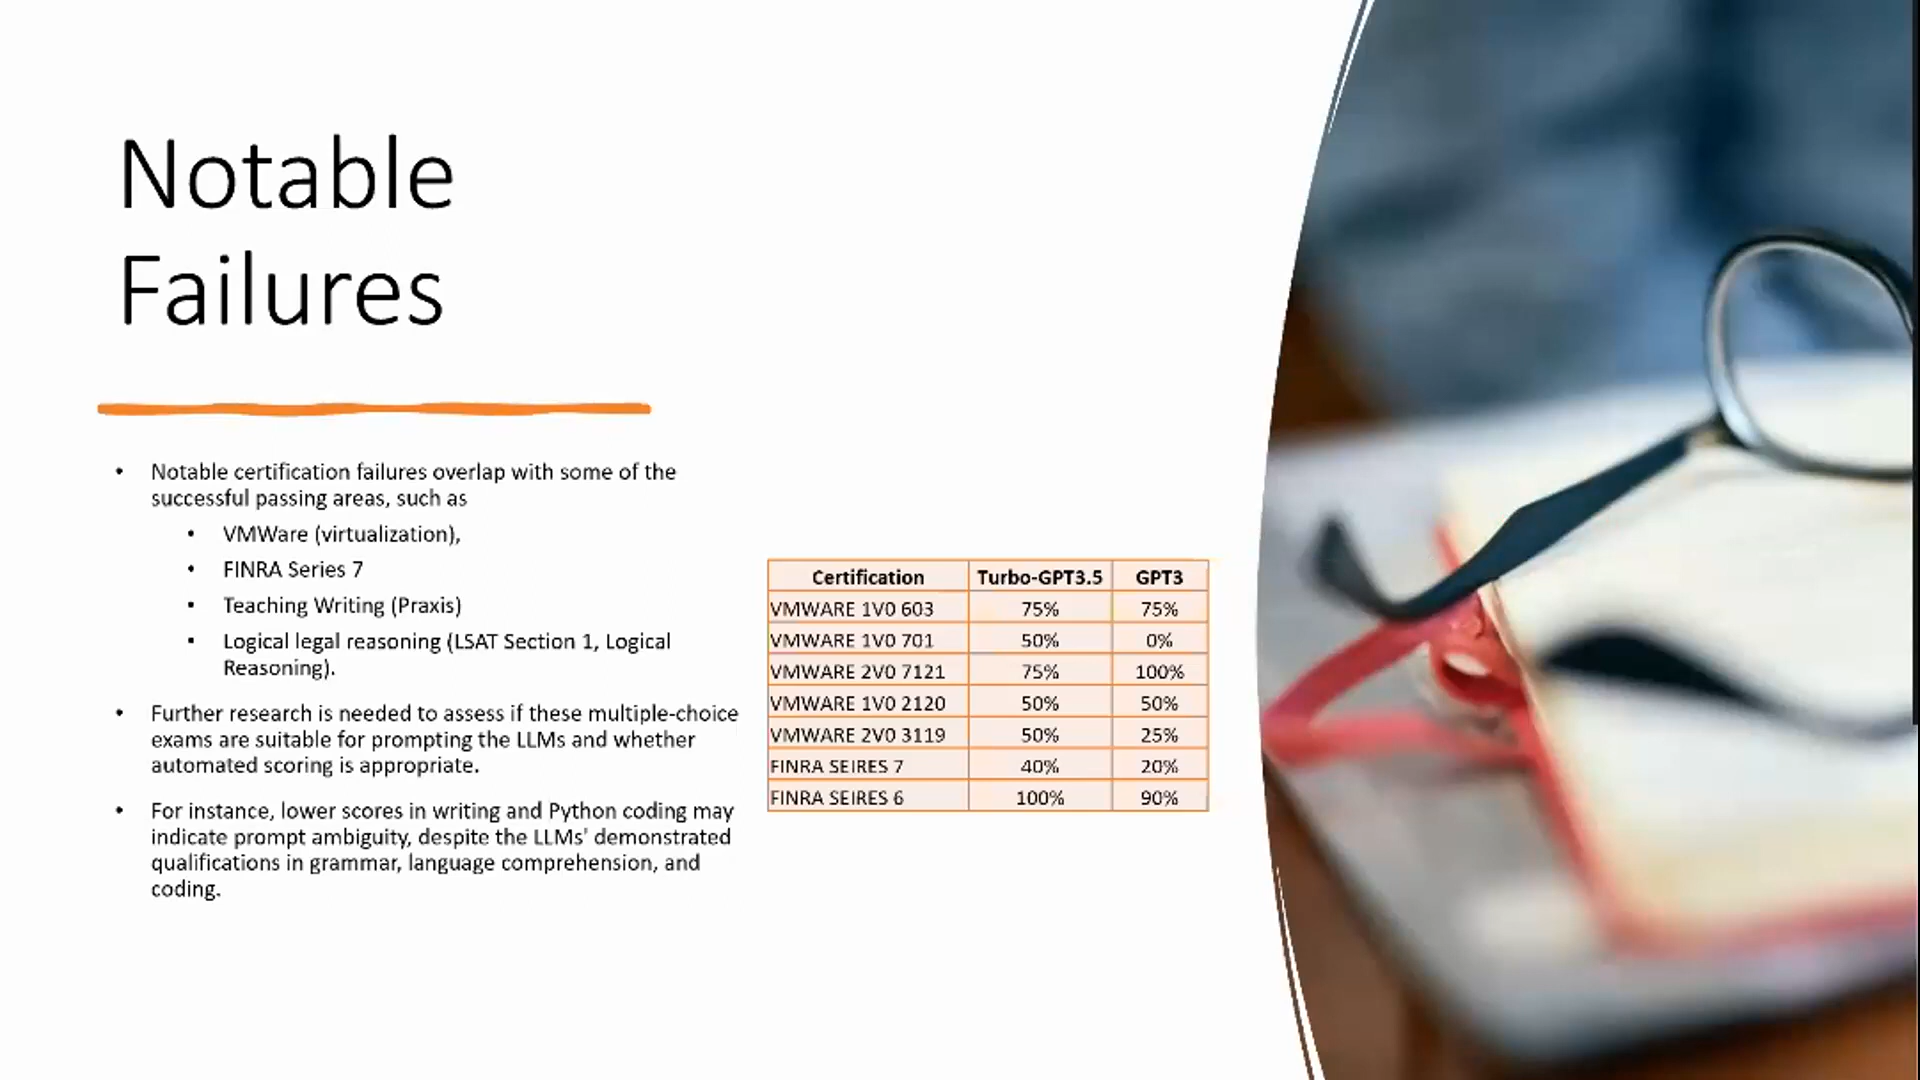 Notable
Failures
• Notable certification failures overlap with some of the
successful passing areas, such as
• VMWare (virtualization),
• FINRA Series 7
• Teaching Writing (Praxis)
• Logical legal reasoning (LSAT Section 1, Logical
Reasoning).
• Further research is needed to assess if these multiple-choice
exams are suitable for prompting the LLMs and whether
automated scoring is appropriate.
• For instance, lower scores in writing and Python coding may
indicate prompt ambiguity, despite the LLMs' demonstrated
qualifications in grammar, language comprehension, and
coding.
Certification Turbo-GPT3.5 GPT3
VMWARE 1V0 603 75% 75%
VMWARE 1V0 701 50% 0%
VMWARE 2V0 7121 75% 100%
VMWARE 1V0 2120 50% 50%
VMWARE 2V0 3119 50% 25%
FINRA SEIRES 7 40% 20%
FINRA SEIRES 6 100% 90%